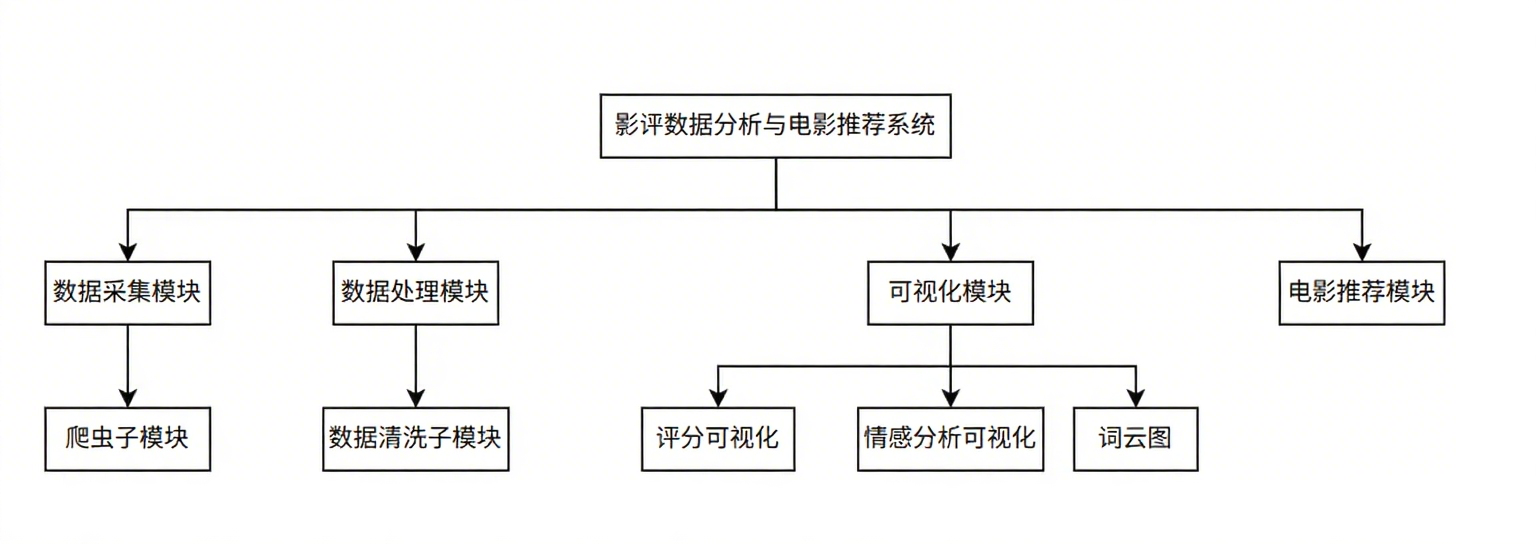 影评数据分析与电影推荐系统
数据采集模块
数据处理模块
可视化模块
电影推荐模块
爬虫子模块
数据清洗子模块
评分可视化
情感分析可视化
词云图